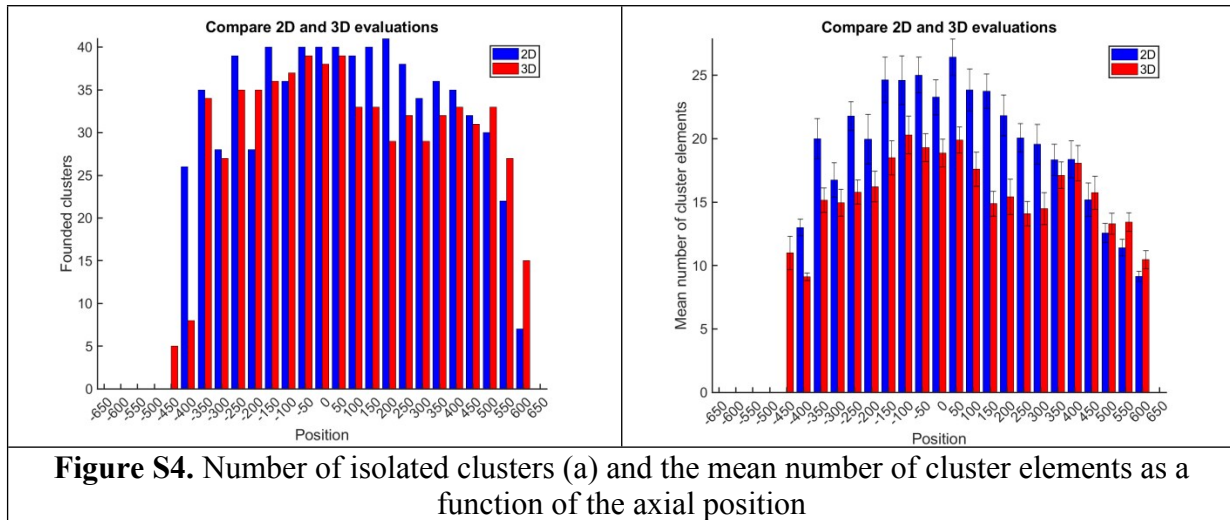 Compare 2D and 3D evaluations
2D
3D
40
35
30
25
20
15
10
5
0
Founded clusters
-650 -600 -550 -500 -450 -400 -350 -300 -250 -200 -150 -100 -50 0 50 100 150 200 250 300 350 400 450 500 550 600 650
Position
Compare 2D and 3D evaluations
2D
3D
25
20
15
10
5
0
Mean number of cluster elements
-650 -600 -550 -500 -450 -400 -350 -300 -250 -200 -150 -100 -50 0 50 100 150 200 250 300 350 400 450 500 550 600 650
Position
Figure S4. Number of isolated clusters (a) and the mean number of cluster elements as a
function of the axial position